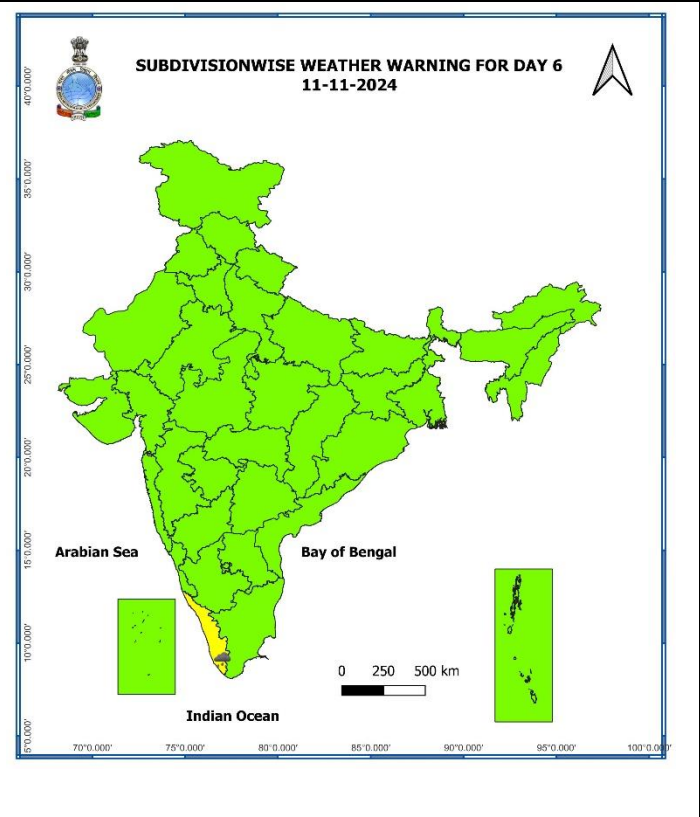 SUBDIVISIONWISE WEATHER WARNING FOR DAY 6
11-11-2024
40°0.000'
35°0.000'
30°0.000'
25°0.000'
20°0.000'
15°0.000'
10°0.000'
5°0.000'
Arabian Sea
Bay of Bengal
0 250 500 km
Indian Ocean
70°0.000' 75°0.000' 80°0.000' 85°0.000' 90°0.000' 95°0.000' 100°0.000'